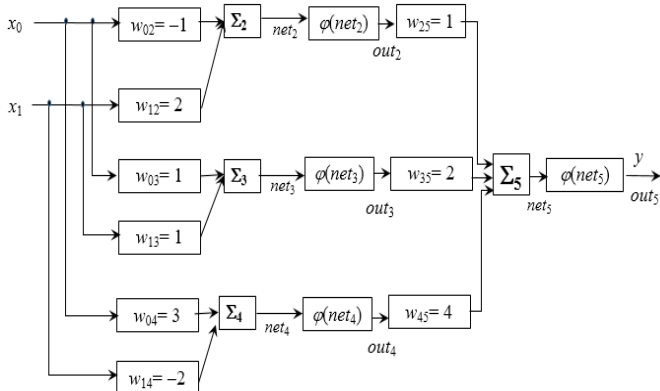 x0 w02= –1 Σ2 net2 φ(net2) out2 w25= 1
x1 w12= 2
w03= 1 Σ3 net3 φ(net3) out3 w35= 2 Σ5 net5 φ(net5) y out5
w13= 1
w04= 3 Σ4 net4 φ(net4) out4 w45= 4
w14= –2